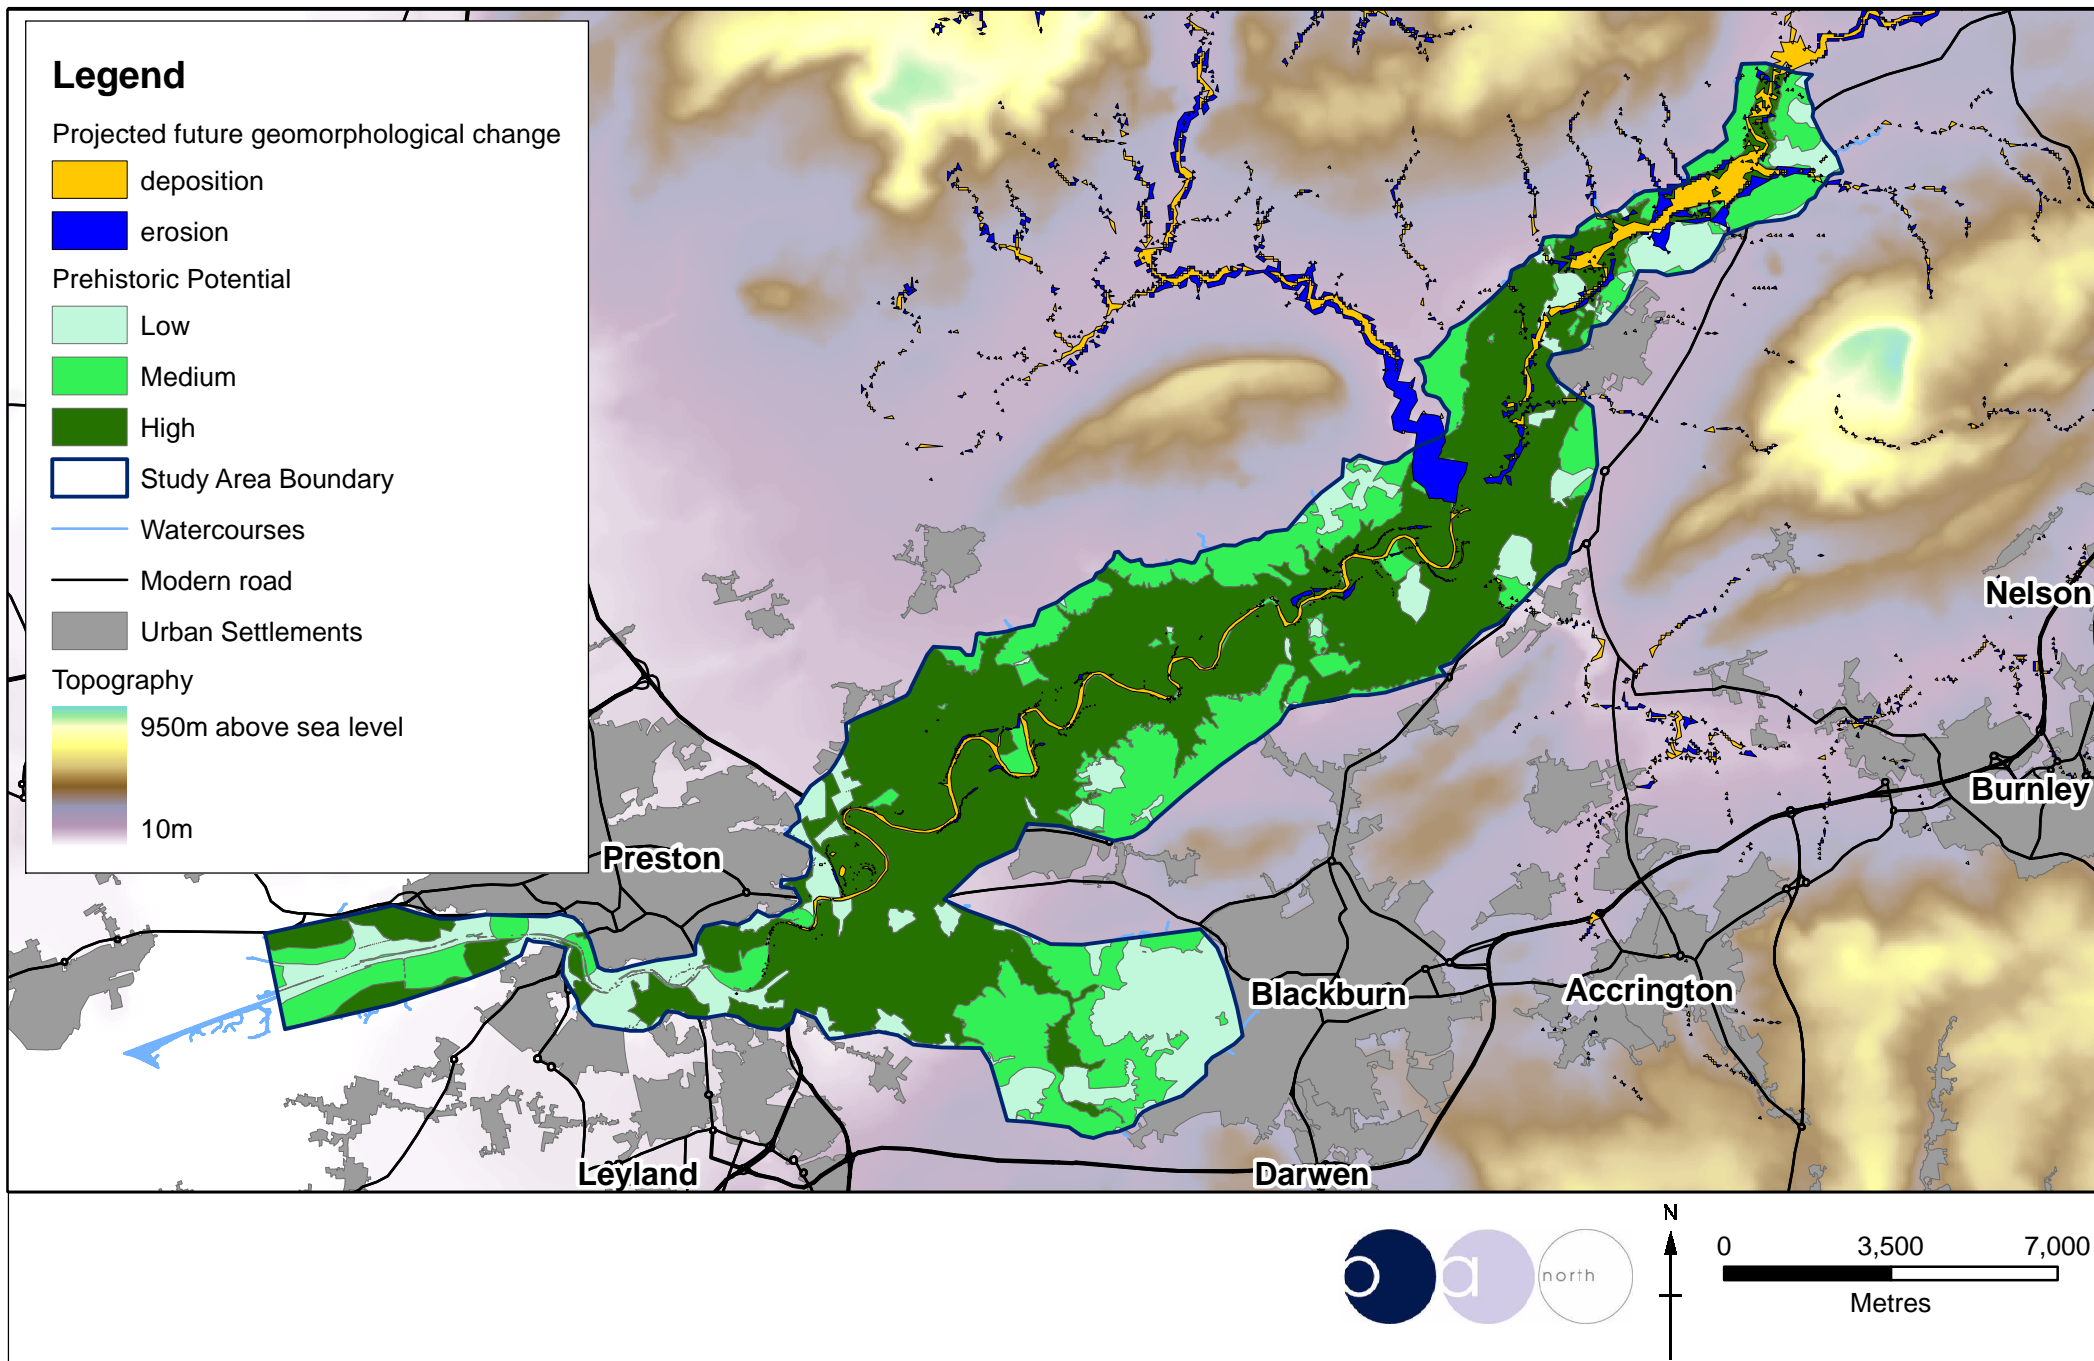 Legend
Projected future geomorphological change
deposition
erosion
Prehistoric Potential
Low
Medium
High
Study Area Boundary
Watercourses
Modern road
Urban Settlements
Topography
950m above sea level
10m
Nelson
Burnley
Preston
Blackburn
Accrington
Leyland
Darwen
o a north
N
0 3,500 7,000
Metres